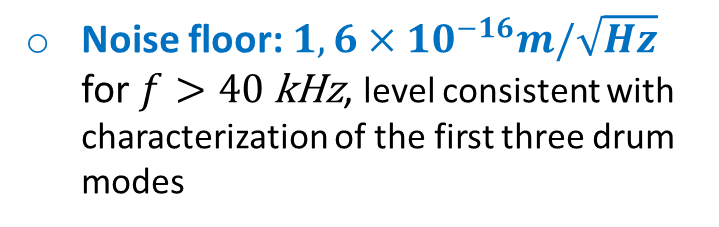 ○ Noise floor: 1, 6 × 10⁻¹⁶m/√Hz
for f > 40 kHz, level consistent with
characterization of the first three drum
modes